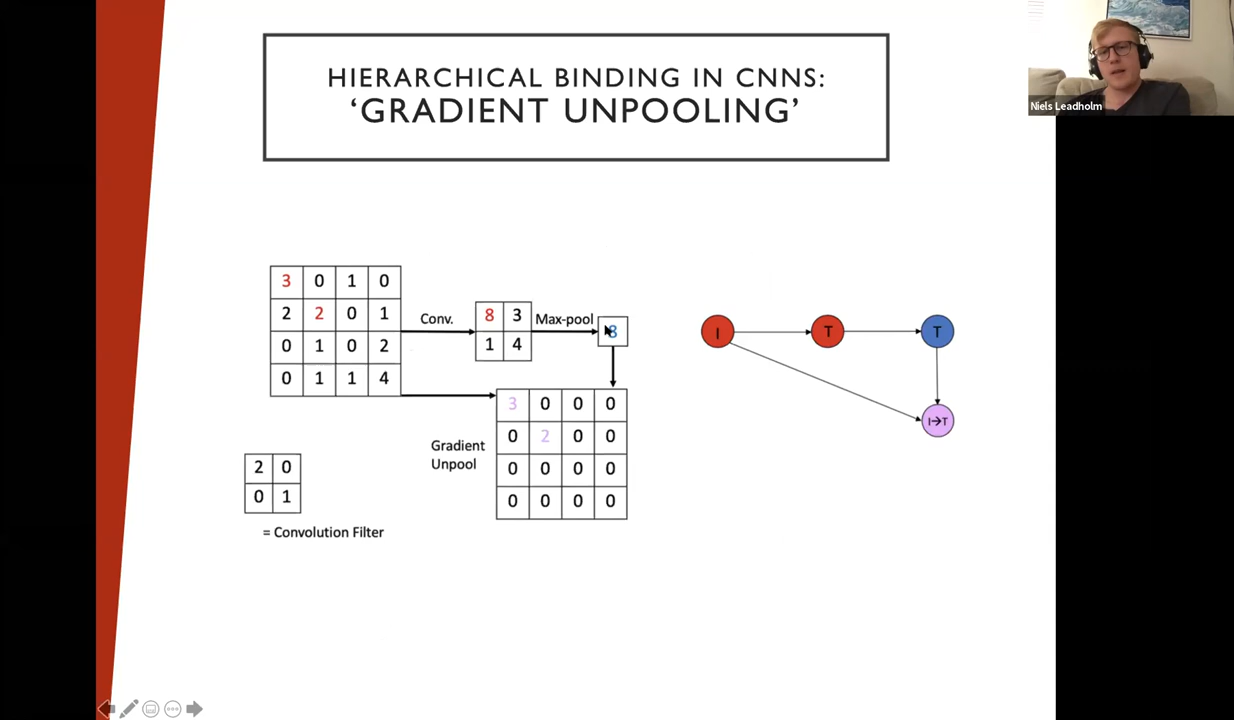 HIERARCHICAL BINDING IN CNNS:
‘GRADIENT UNPOOLING’
Niels Leadholm
3 0 1 0
2 2 0 1
0 1 0 2
0 1 1 4
Conv.
8 3
1 4
Max-pool
8
Gradient
Unpool
3 0 0 0
0 2 0 0
0 0 0 0
0 0 0 0
2 0
0 1
= Convolution Filter
I
T
T
I→T